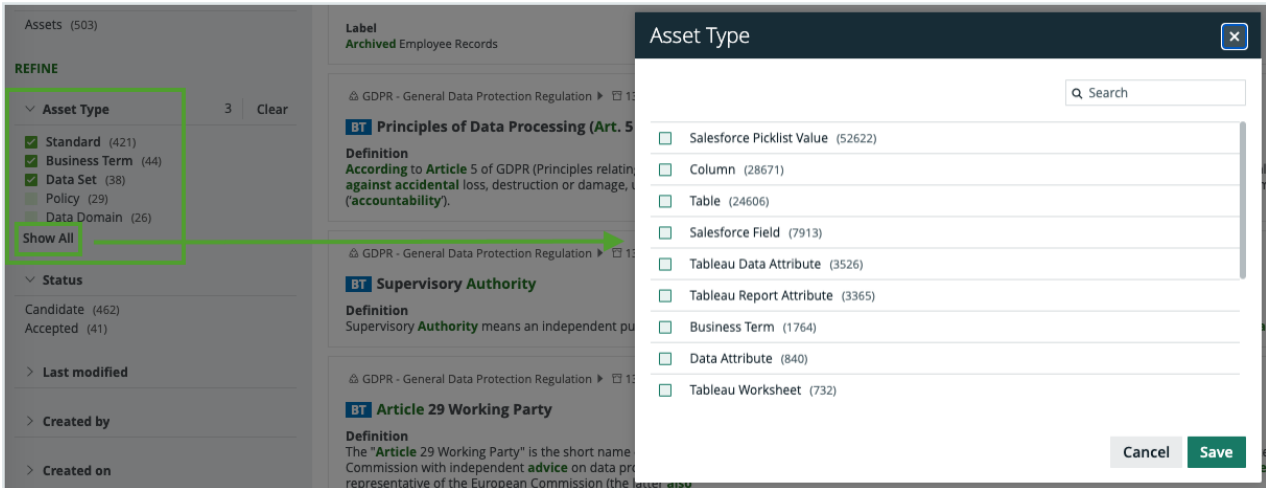 Assets (503)
REFINE
Asset Type 3 Clear
Standard (421)
Business Term (44)
Data Set (38)
Policy (29)
Data Domain (26)
Show All
Status
Candidate (462)
Accepted (41)
Last modified
Created by
Created on
Label
Archived Employee Records
GDPR - General Data Protection Regulation
BT Principles of Data Processing (Art. 5
Definition
According to Article 5 of GDPR (Principles relating
against accidental loss, destruction or damage,
('accountability').
GDPR - General Data Protection Regulation
BT Supervisory Authority
Definition
Supervisory Authority means an independent
GDPR - General Data Protection Regulation
BT Article 29 Working Party
Definition
The "Article 29 Working Party" is the short name
Commission with independent advice on data
representative of the European Commission (the latter also
Asset Type
Search
Salesforce Picklist Value (52622)
Column (28671)
Table (24606)
Salesforce Field (7913)
Tableau Data Attribute (3526)
Tableau Report Attribute (3365)
Business Term (1764)
Data Attribute (840)
Tableau Worksheet (732)
Cancel Save